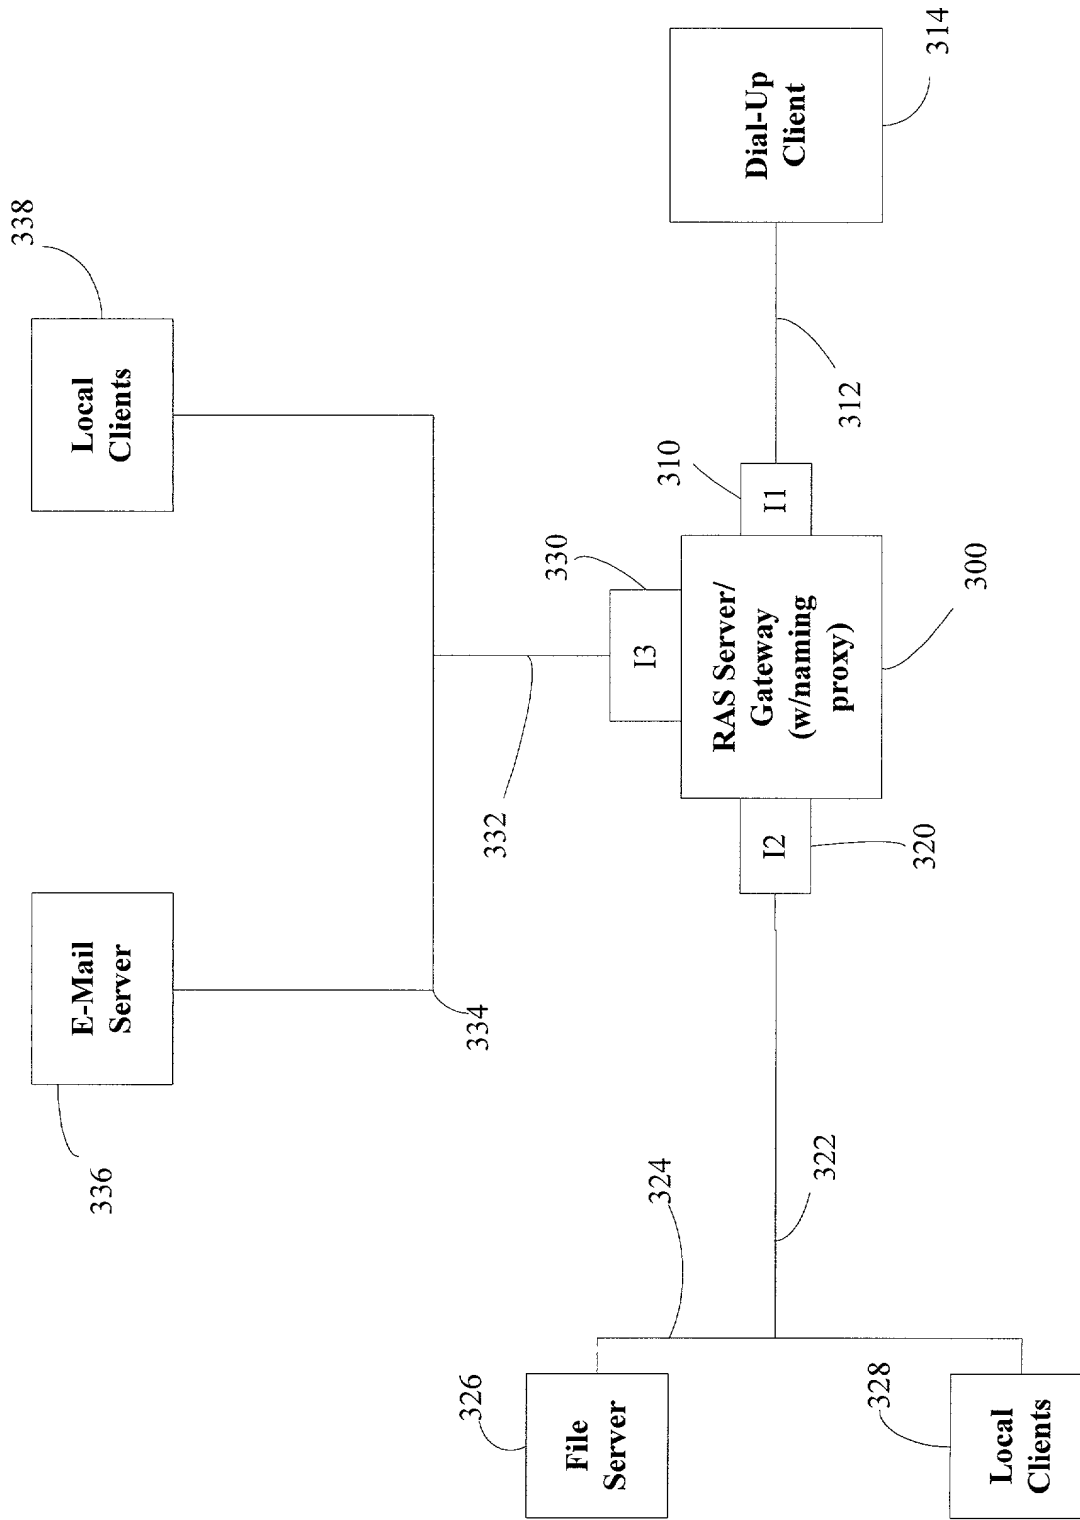 File
Server
326
Local
Clients
328
324
322
E-Mail
Server
336
334
332
Local
Clients
338
I2
320
I3
330
RAS Server/
Gateway
(w/naming
proxy)
300
I1
310
312
Dial-Up
Client
314